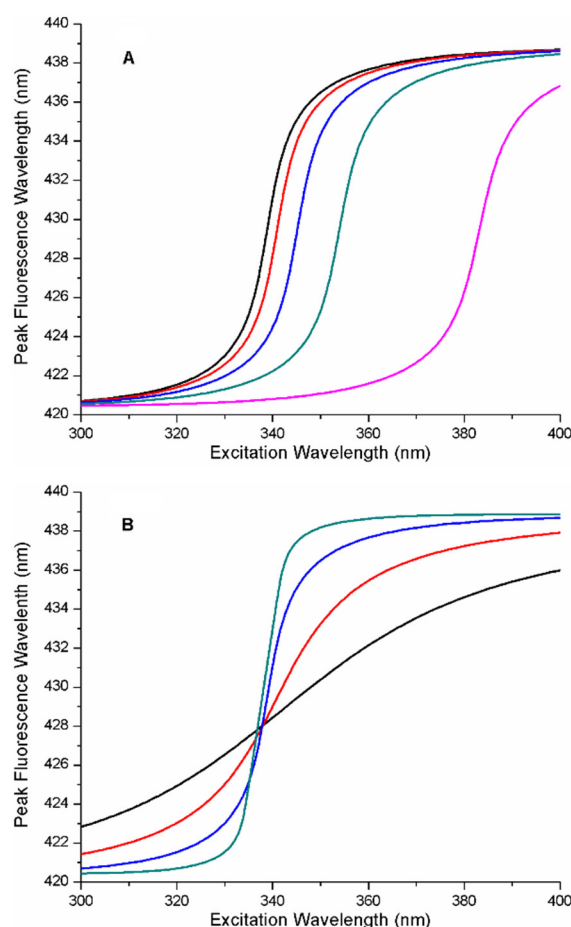 A
440
438
436
434
432
430
428
426
424
422
420
Peak Fluorescence Wavelength (nm)
300 320 340 360 380 400
Excitation Wavelength (nm)
B
440
438
436
434
432
430
428
426
424
422
420
Peak Fluorescence Wavelenth (nm)
300 320 340 360 380 400
Excitation Wavelength (nm)